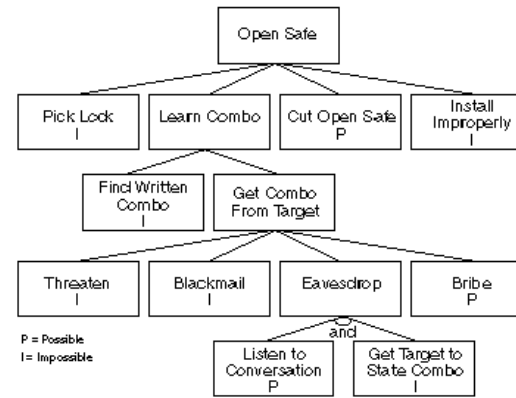 Open Safe
Pick Lock
I
Learn Combo
Cut Open Safe
P
Install
Improperly
I
Find Written
Combo
I
Get Combo
From Target
Threaten
I
Blackmail
I
Eavesdrop
Bribe
P
and
P = Possible
I = Impossible
Listen to
Conversation
P
Get Target to
State Combo
I